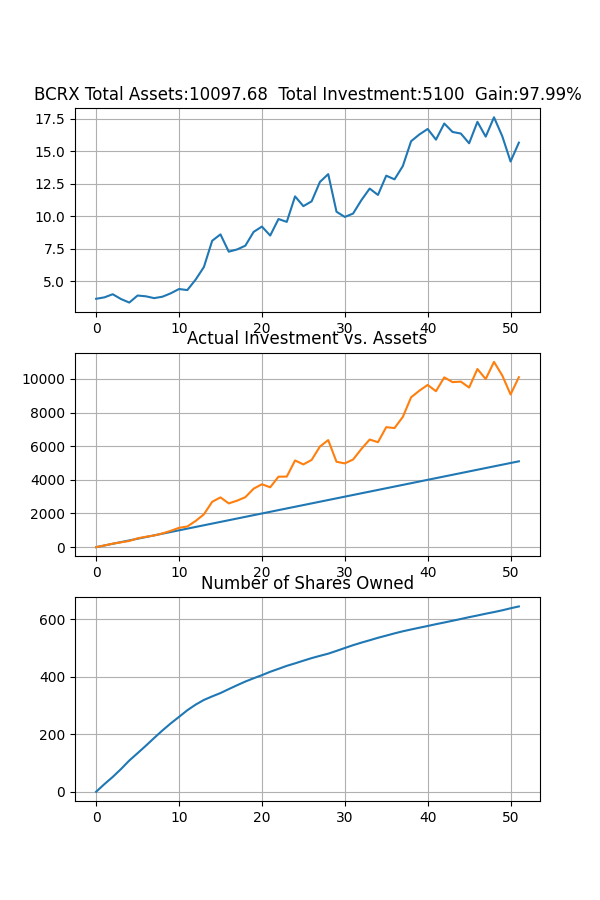 BCRX Total Assets:10097.68  Total Investment:5100  Gain:97.99%
17.5
15.0
12.5
10.0
7.5
5.0
0 10 20 30 40 50
Actual Investment vs. Assets
10000
8000
6000
4000
2000
0
0 10 20 30 40 50
Number of Shares Owned
600
400
200
0
0 10 20 30 40 50